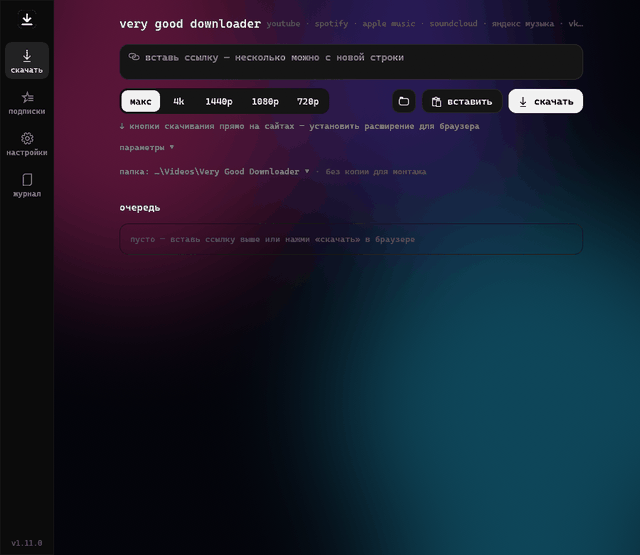 very good downloader youtube · spotify · apple music · soundcloud · яндекс музыка · vk…
скачать
подписки
настройки
журнал
вставь ссылку — несколько можно с новой строки
макс 4k 1440p 1080p 720p вставить скачать
↓ кнопки скачивания прямо на сайтах — установить расширение для браузера
параметры ▼
папка: …\Videos\Very Good Downloader ▼ · без копии для монтажа
очередь
пусто — вставь ссылку выше или нажми «скачать» в браузере
v1.11.0